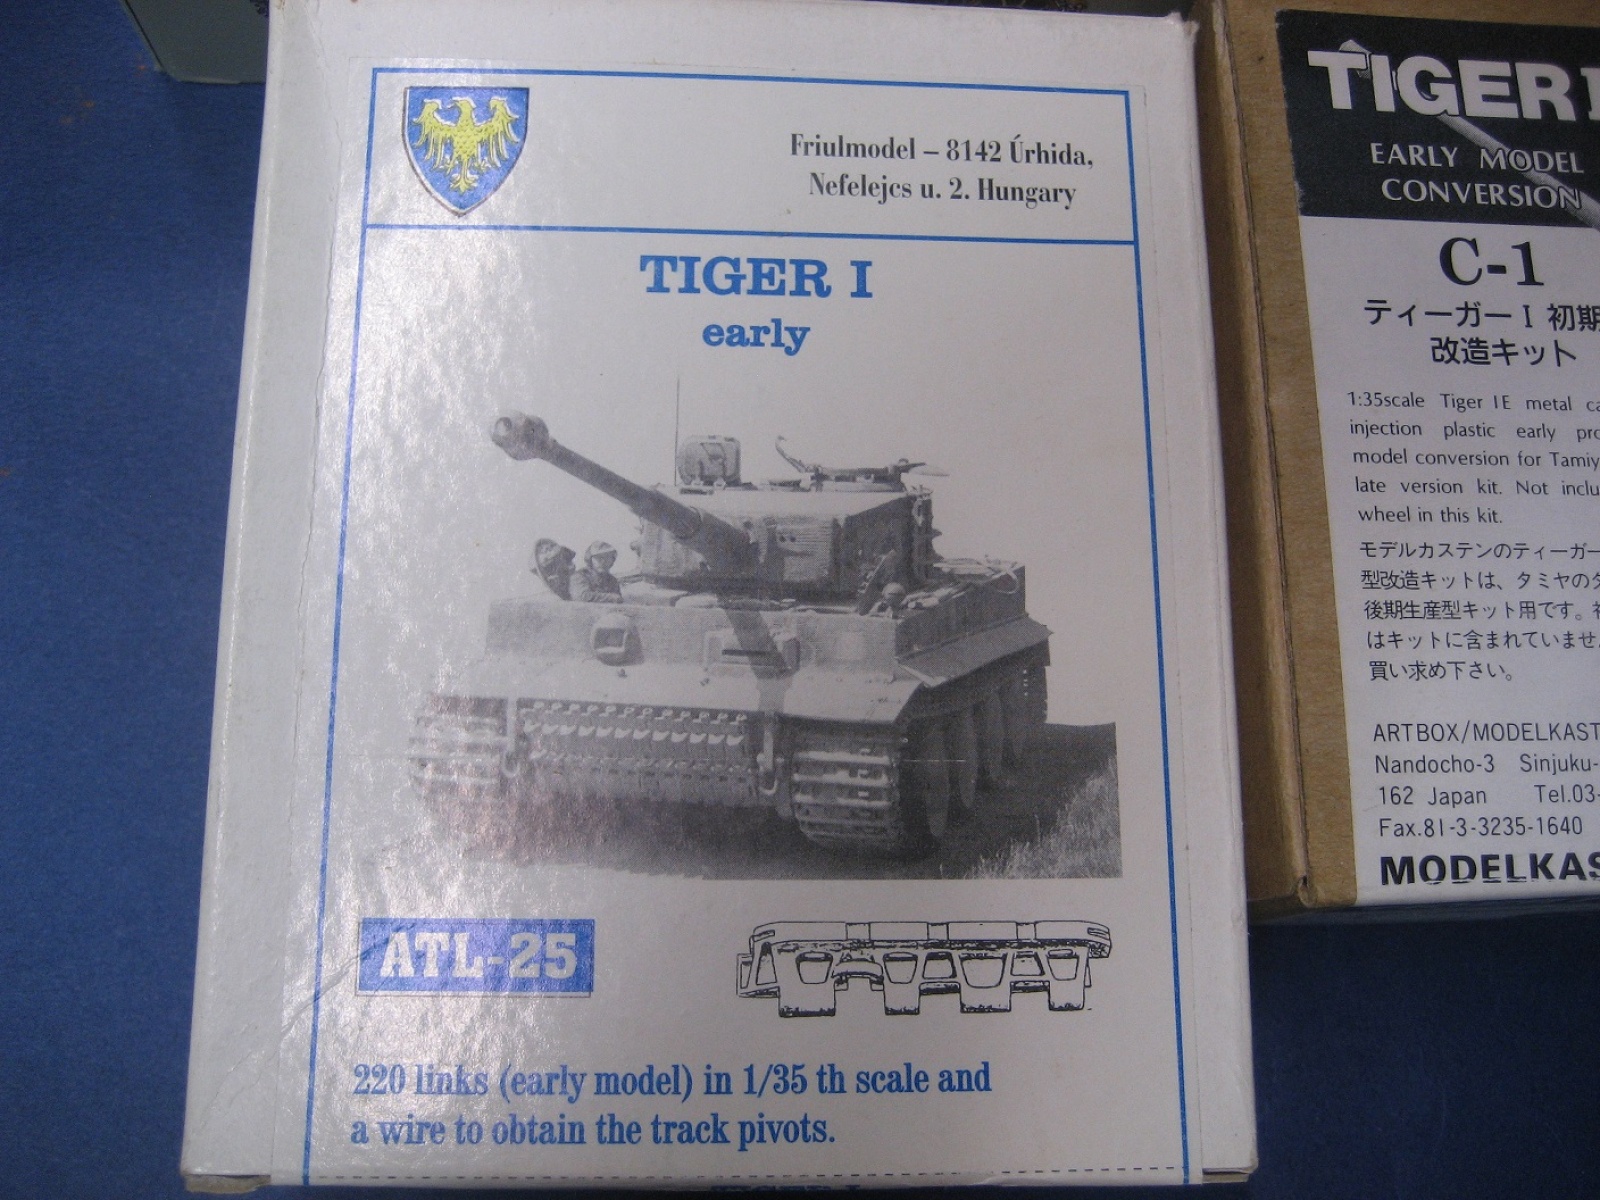 Friulmodel – 8142 Úrhida,
Nefelejcs u. 2. Hungary
TIGER I
early
ATL-25
220 links (early model) in 1/35 th scale and
a wire to obtain the track pivots.
TIGER I
TIGER I
EARLY MODEL
CONVERSION
C-1
ティーガー I 初期
改造キット
1:35scale Tiger IE metal ca
injection plastic early pro
model conversion for Tamiy
late version kit. Not inclu
wheel in this kit.
モデルカステンのティーガー
型改造キットは、タミヤの
後期生産型キット用です。
はキットに含まれていませ
買い求め下さい。
ARTBOX/MODELKAST
Nandocho-3 Sinjuku-
162 Japan Tel.03-
Fax.81-3-3235-1640
MODELKAS